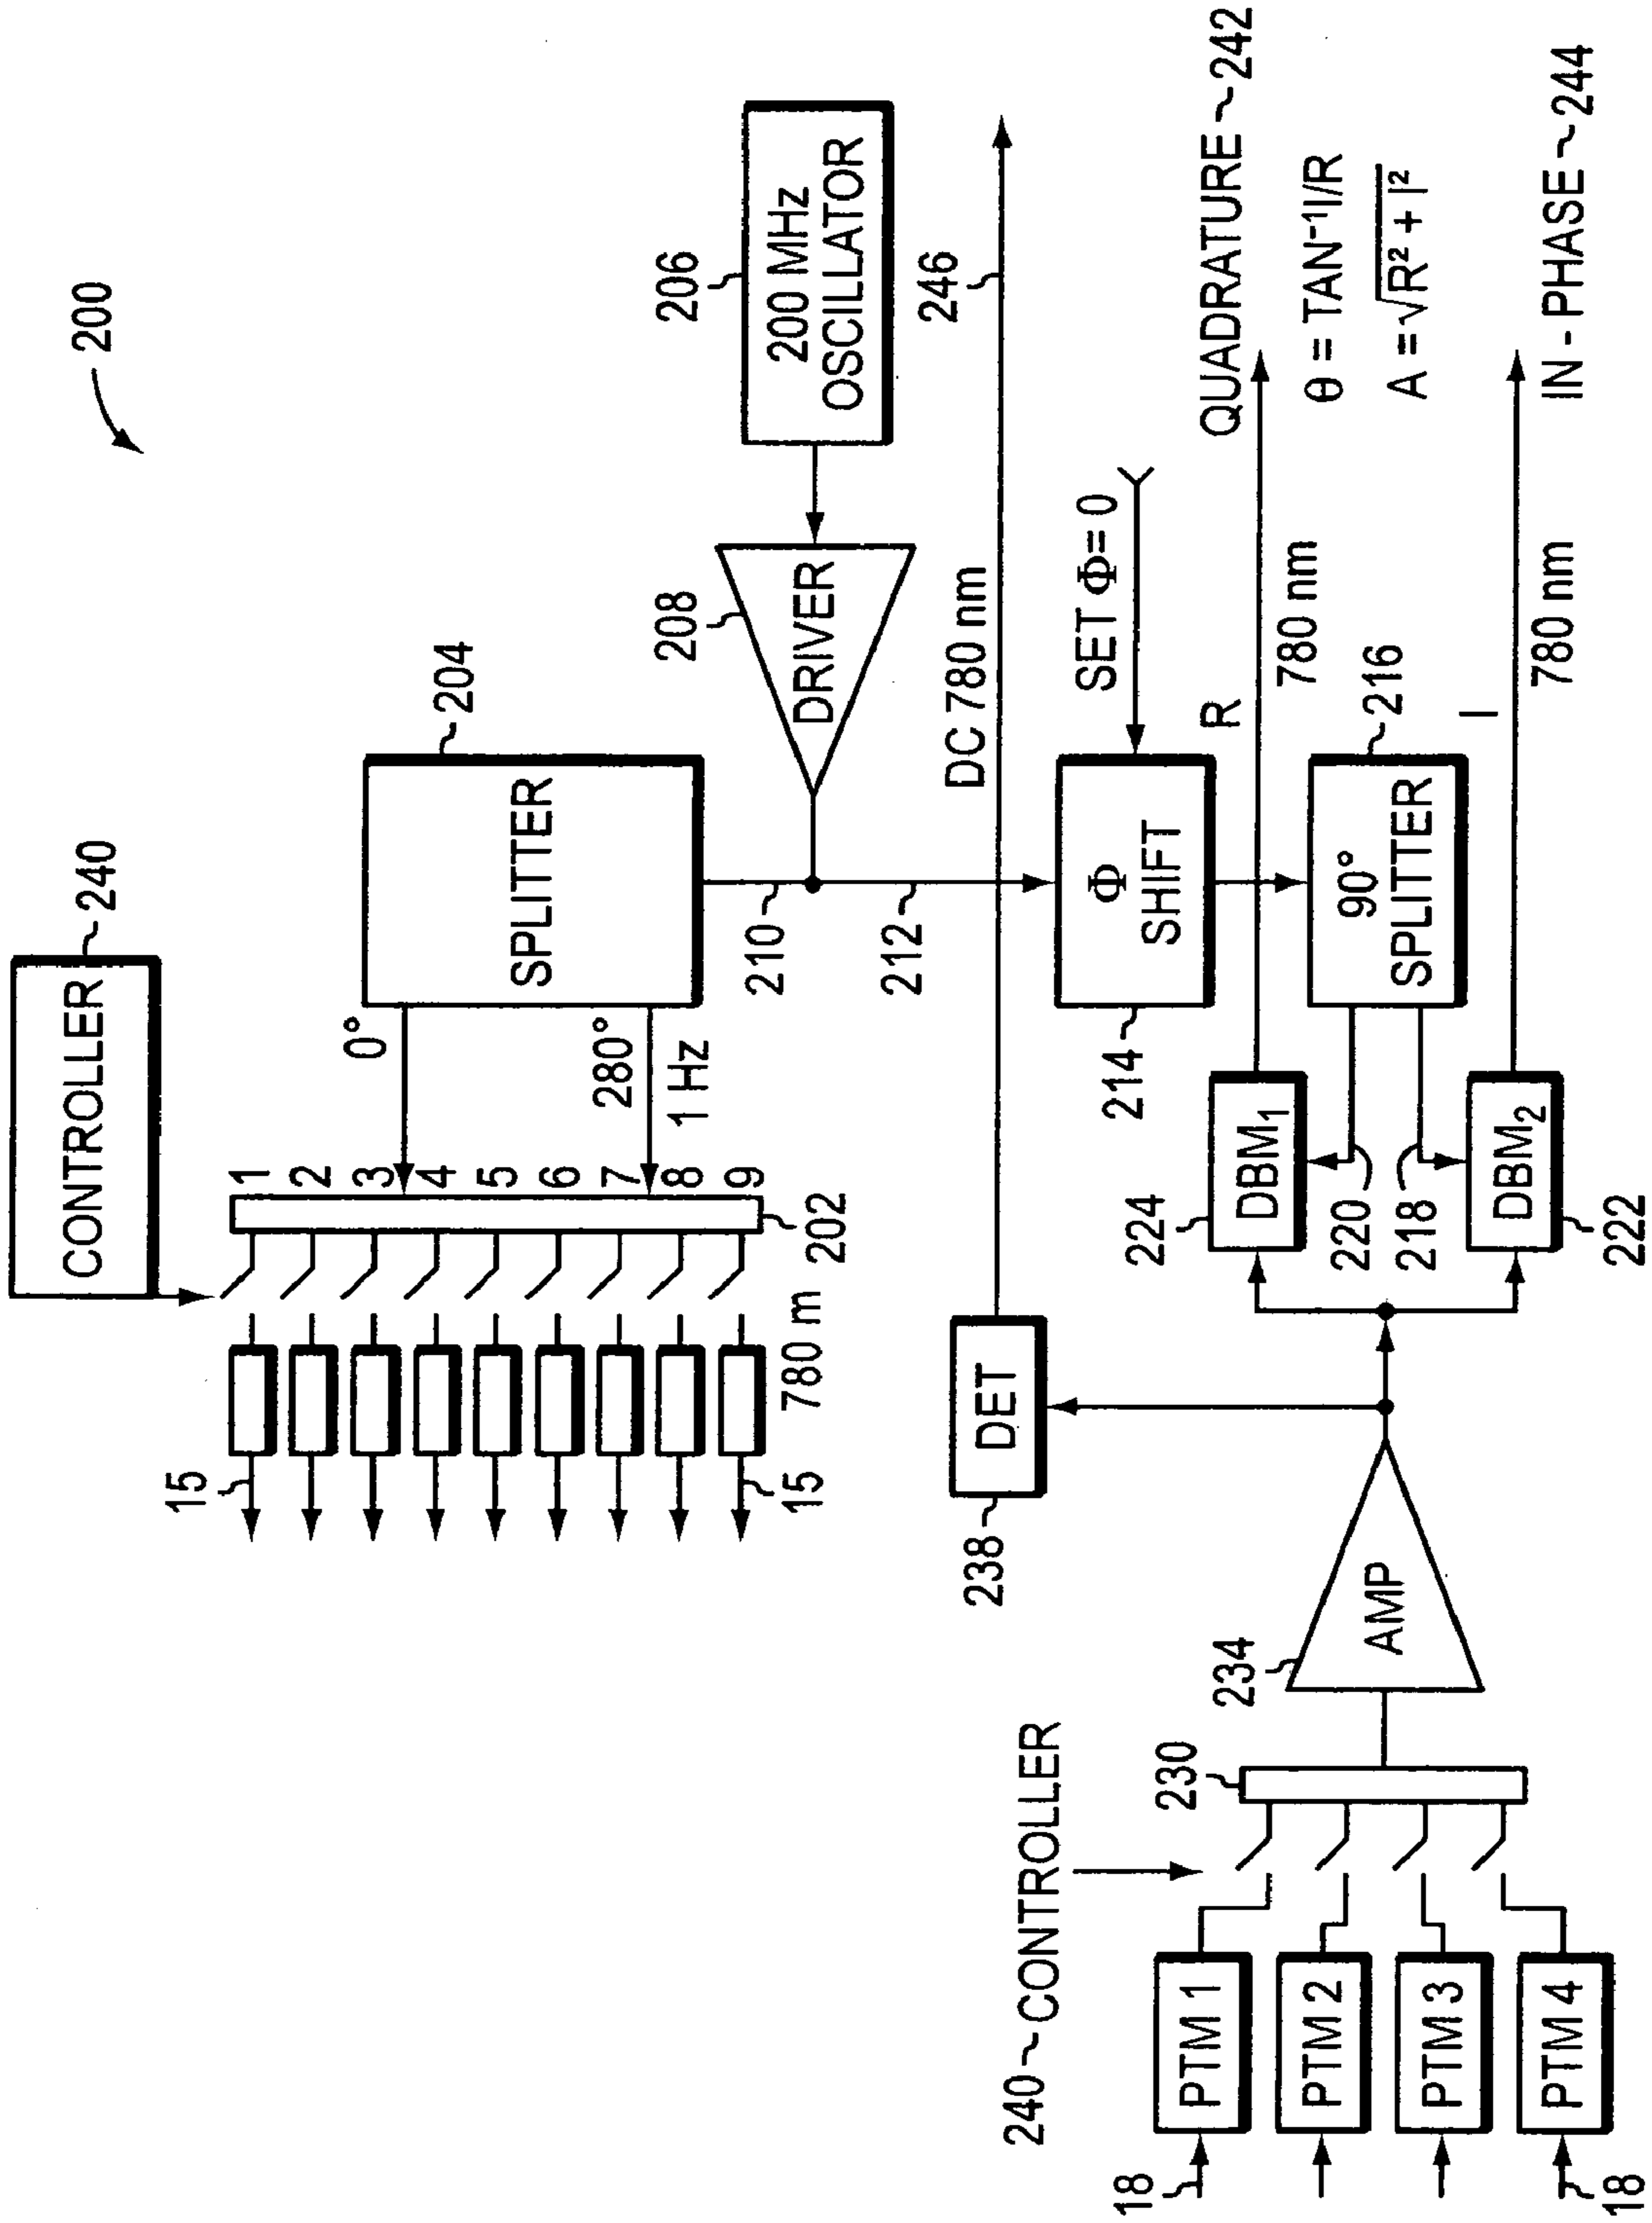 200
CONTROLLER
240
15
15
780 m
1
2
3
4
5
6
7
8
9
202
0°
280°
1 Hz
SPLITTER
204
210
212
DRIVER
208
200 MHz
OSCILLATOR
206
DC 780 nm
246
DET
238
Φ
SHIFT
214
SET Φ= 0
90°
SPLITTER
216
R
780 nm
QUADRATURE
242
θ = TAN⁻¹I/R
A = √R² + I²
I
780 nm
IN - PHASE
244
DBM₁
224
220
218
DBM₂
222
AMP
234
230
240
CONTROLLER
PTM 1
PTM 2
PTM 3
PTM 4
18
18